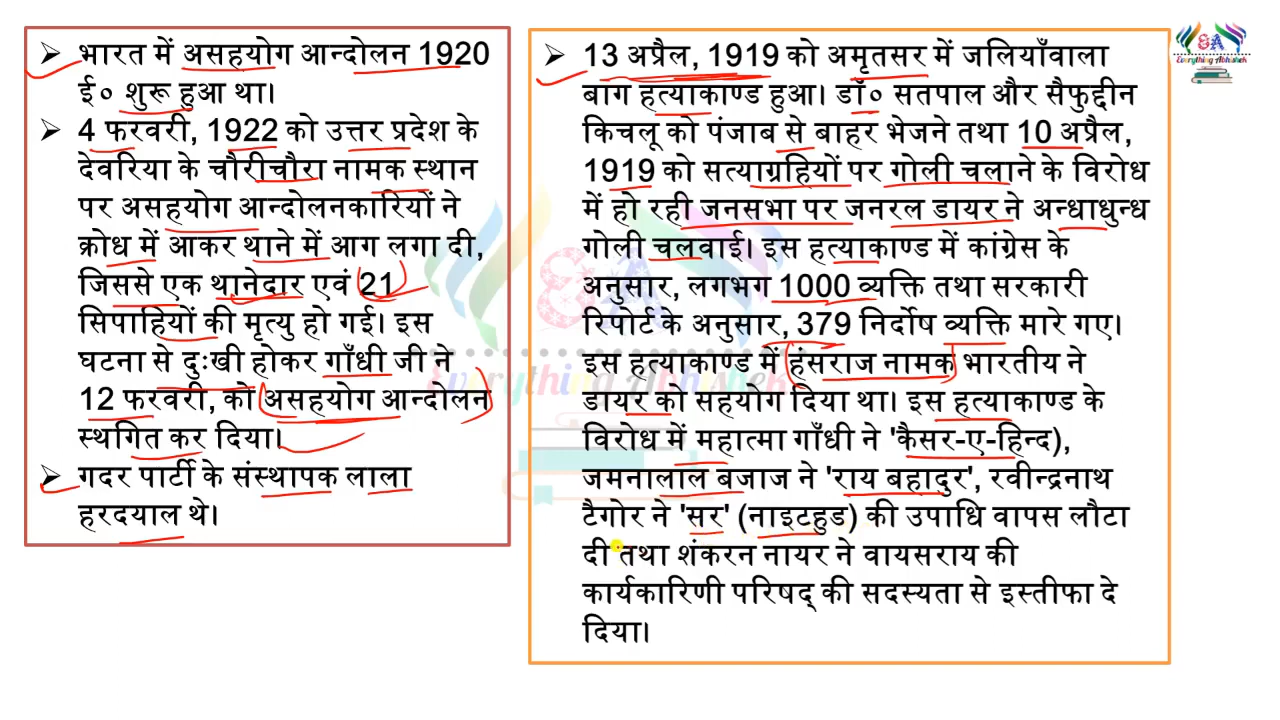 ➢ भारत में असहयोग आन्दोलन 1920
ई० शुरू हुआ था।
➢ 4 फरवरी, 1922 को उत्तर प्रदेश के
देवरिया के चौरीचौरा नामक स्थान
पर असहयोग आन्दोलनकारियों ने
क्रोध में आकर थाने में आग लगा दी,
जिससे एक थानेदार एवं 21
सिपाहियों की मृत्यु हो गई। इस
घटना से दुःखी होकर गाँधी जी ने
12 फरवरी, को असहयोग आन्दोलन
स्थगित कर दिया।
➢ गदर पार्टी के संस्थापक लाला
हरदयाल थे।
➢ 13 अप्रैल, 1919 को अमृतसर में जलियाँवाला
बाग हत्याकाण्ड हुआ। डॉ० सतपाल और सैफुद्दीन
किचलू को पंजाब से बाहर भेजने तथा 10 अप्रैल,
1919 को सत्याग्रहियों पर गोली चलाने के विरोध
में हो रही जनसभा पर जनरल डायर ने अन्धाधुन्ध
गोली चलवाई। इस हत्याकाण्ड में कांग्रेस के
अनुसार, लगभग 1000 व्यक्ति तथा सरकारी
रिपोर्ट के अनुसार, 379 निर्दोष व्यक्ति मारे गए।
इस हत्याकाण्ड में हंसराज नामक भारतीय ने
डायर को सहयोग दिया था। इस हत्याकाण्ड के
विरोध में महात्मा गाँधी ने 'कैसर-ए-हिन्द),
जमनालाल बजाज ने 'राय बहादुर', रवीन्द्रनाथ
टैगोर ने 'सर' (नाइटहुड) की उपाधि वापस लौटा
दी तथा शंकरन नायर ने वायसराय की
कार्यकारिणी परिषद् की सदस्यता से इस्तीफा दे
दिया।
SA
Everything Abhishek
Everything Abhishek